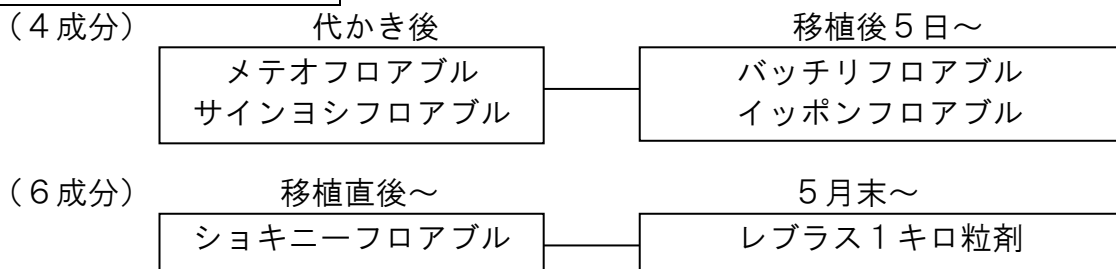 （４成分） 代かき後 移植後５日～
メテオフロアブル バッチリフロアブル
サインヨシフロアブル イッポンフロアブル
（６成分） 移植直後～ ５月末～
ショキニーフロアブル レブラス１キロ粒剤